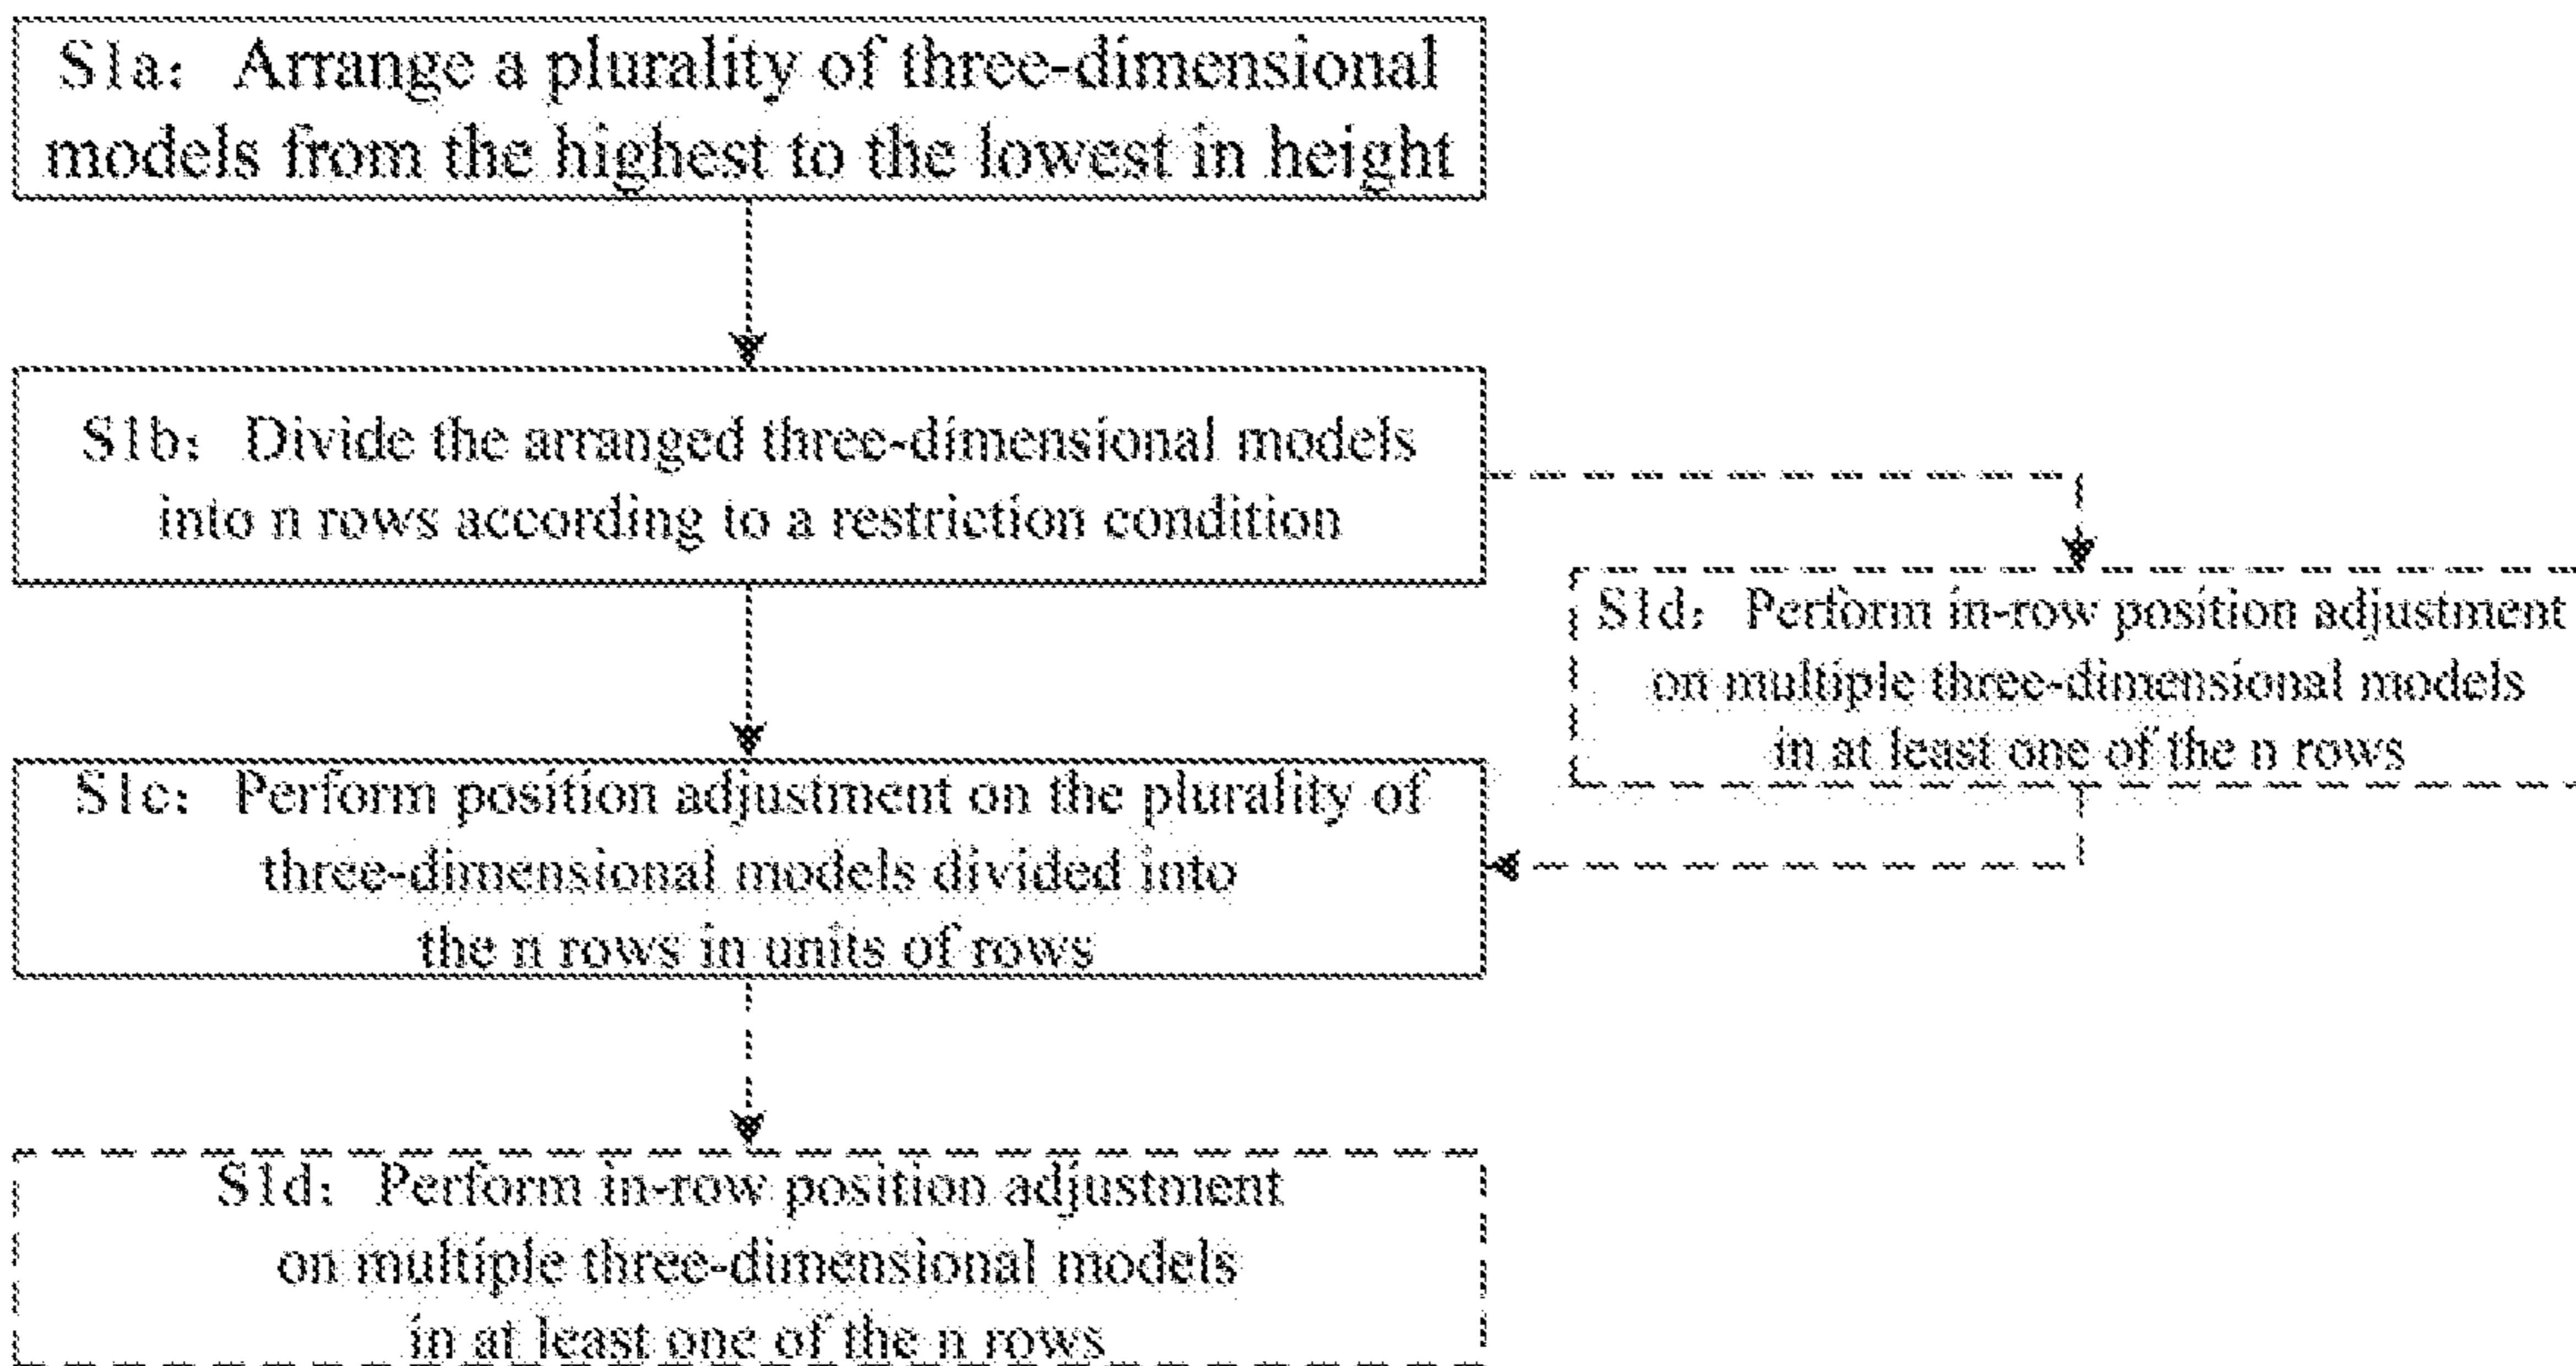 S1a: Arrange a plurality of three-dimensional
models from the highest to the lowest in height
S1b: Divide the arranged three-dimensional models
into n rows according to a restriction condition
S1d: Perform in-row position adjustment
on multiple three-dimensional models
in at least one of the n rows
S1c: Perform position adjustment on the plurality of
three-dimensional models divided into
the n rows in units of rows
S1d: Perform in-row position adjustment
on multiple three-dimensional models
in at least one of the n rows